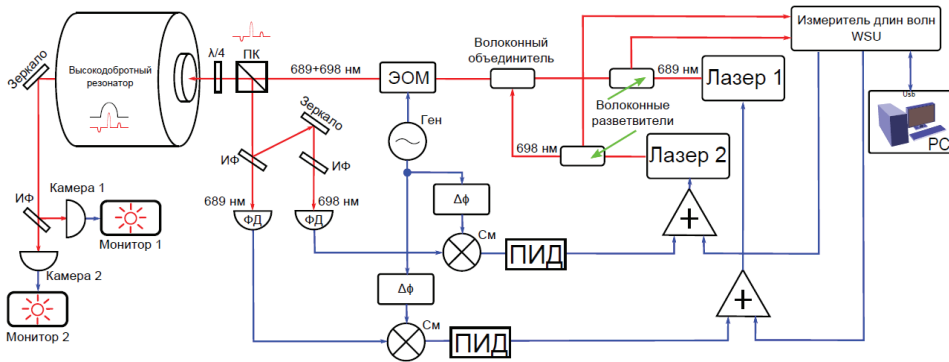 Зеркало
Высокодобротный
резонатор
λ/4
ПК
689+698 нм
ЭОМ
Волоконный
объединитель
689 нм
Лазер 1
Измеритель длин волн
WSU
Usb
PC
Волоконные
разветвители
698 нм
Лазер 2
Ген
Зеркало
ИФ
ИФ
689 нм
698 нм
ФД
ФД
Δϕ
См
ПИД
+
Камера 1
ИФ
Монитор 1
Камера 2
Монитор 2
Δϕ
См
ПИД
+